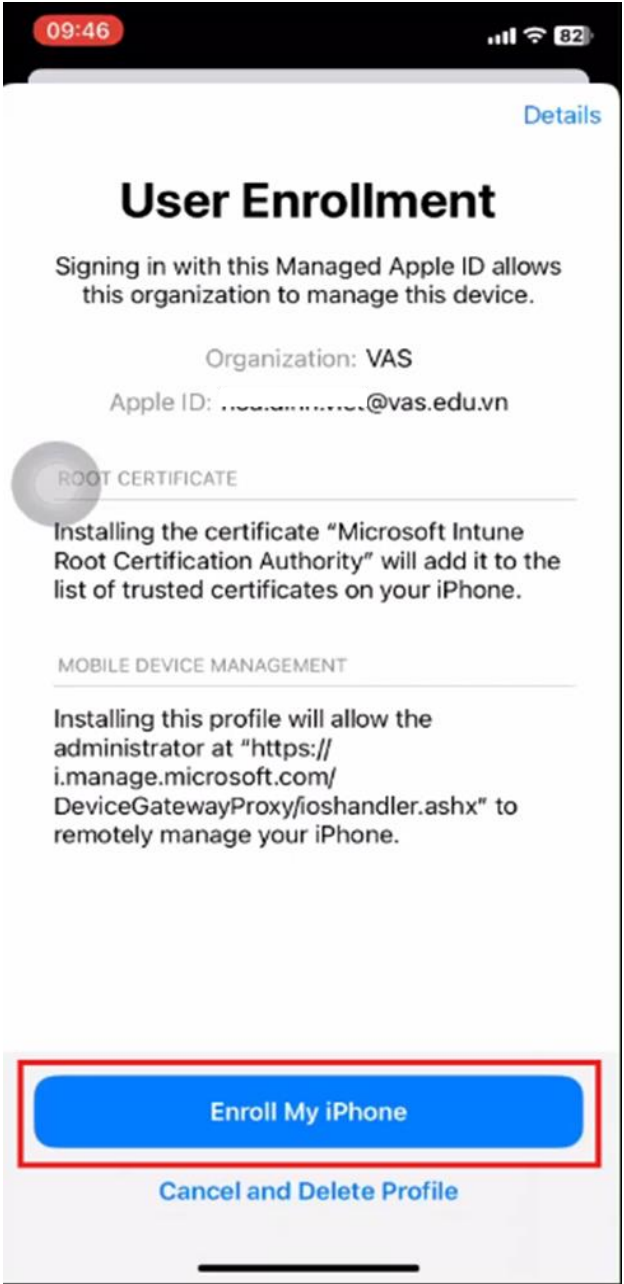 09:46
82
Details
User Enrollment
Signing in with this Managed Apple ID allows
this organization to manage this device.
Organization: VAS
Apple ID: @vas.edu.vn
ROOT CERTIFICATE
Installing the certificate “Microsoft Intune
Root Certification Authority” will add it to the
list of trusted certificates on your iPhone.
MOBILE DEVICE MANAGEMENT
Installing this profile will allow the
administrator at “https://
i.manage.microsoft.com/
DeviceGatewayProxy/ioshandler.ashx” to
remotely manage your iPhone.
Enroll My iPhone
Cancel and Delete Profile